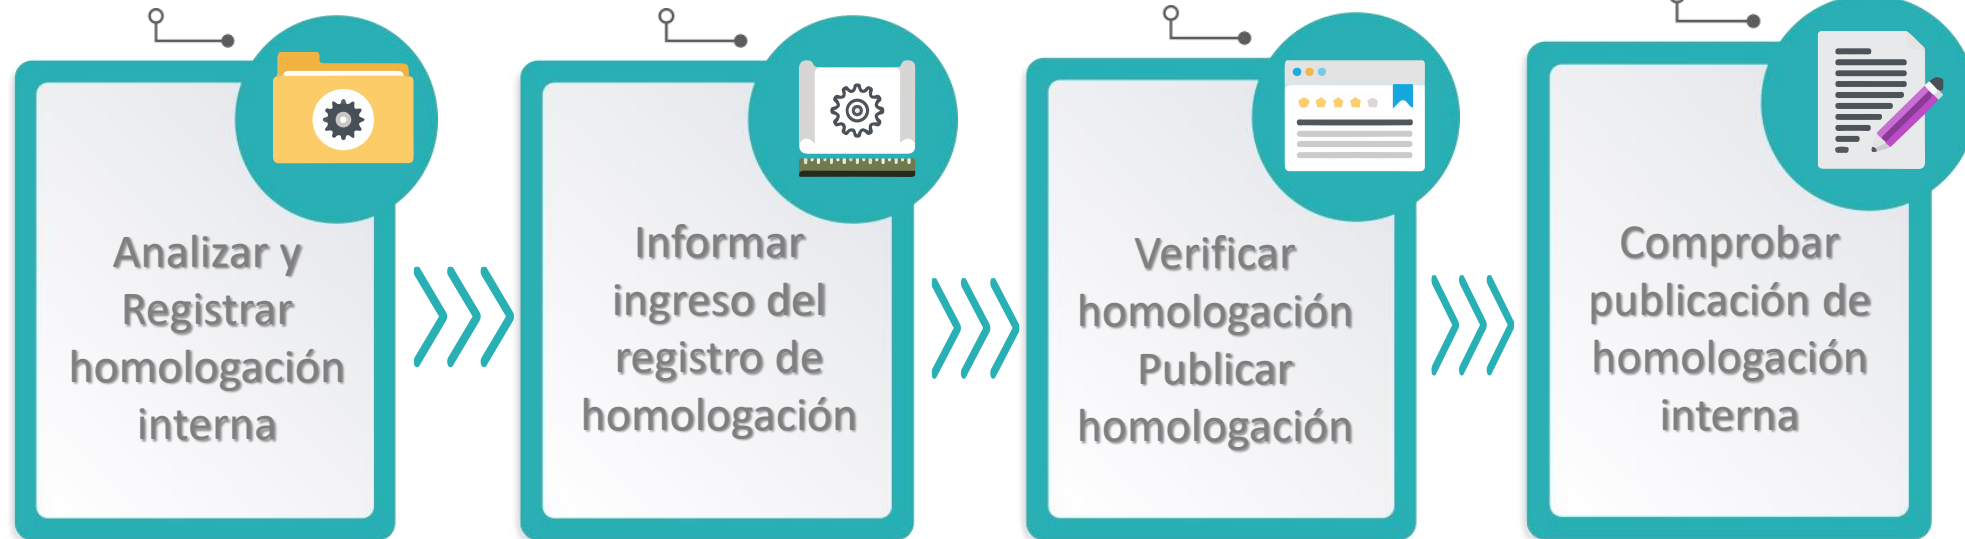 Analizar y
Registrar
homologación
interna
Informar
ingreso del
registro de
homologación
Verificar
homologación
Publicar
homologación
Comprobar
publicación de
homologación
interna